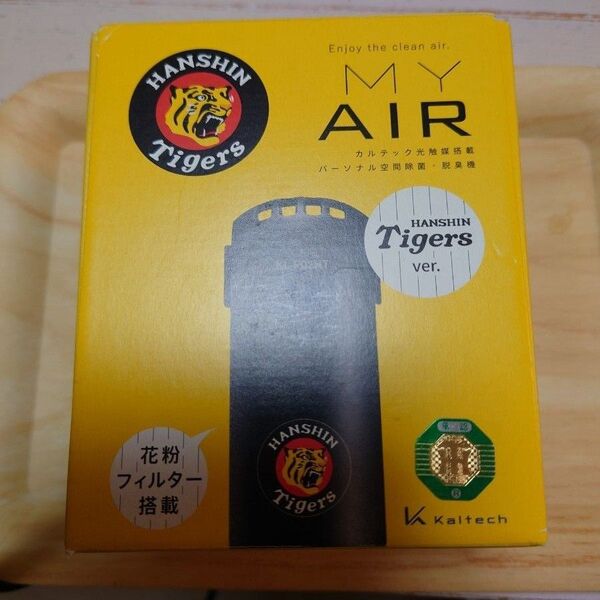 HANSHIN
Tigers
Enjoy the clean air.
MY
AIR
カルテック光触媒搭載
パーソナル空間除菌・脱臭機
HANSHIN
Tigers
ver.
花粉
フィルター
搭載
HANSHIN
Tigers
®
Kaltech